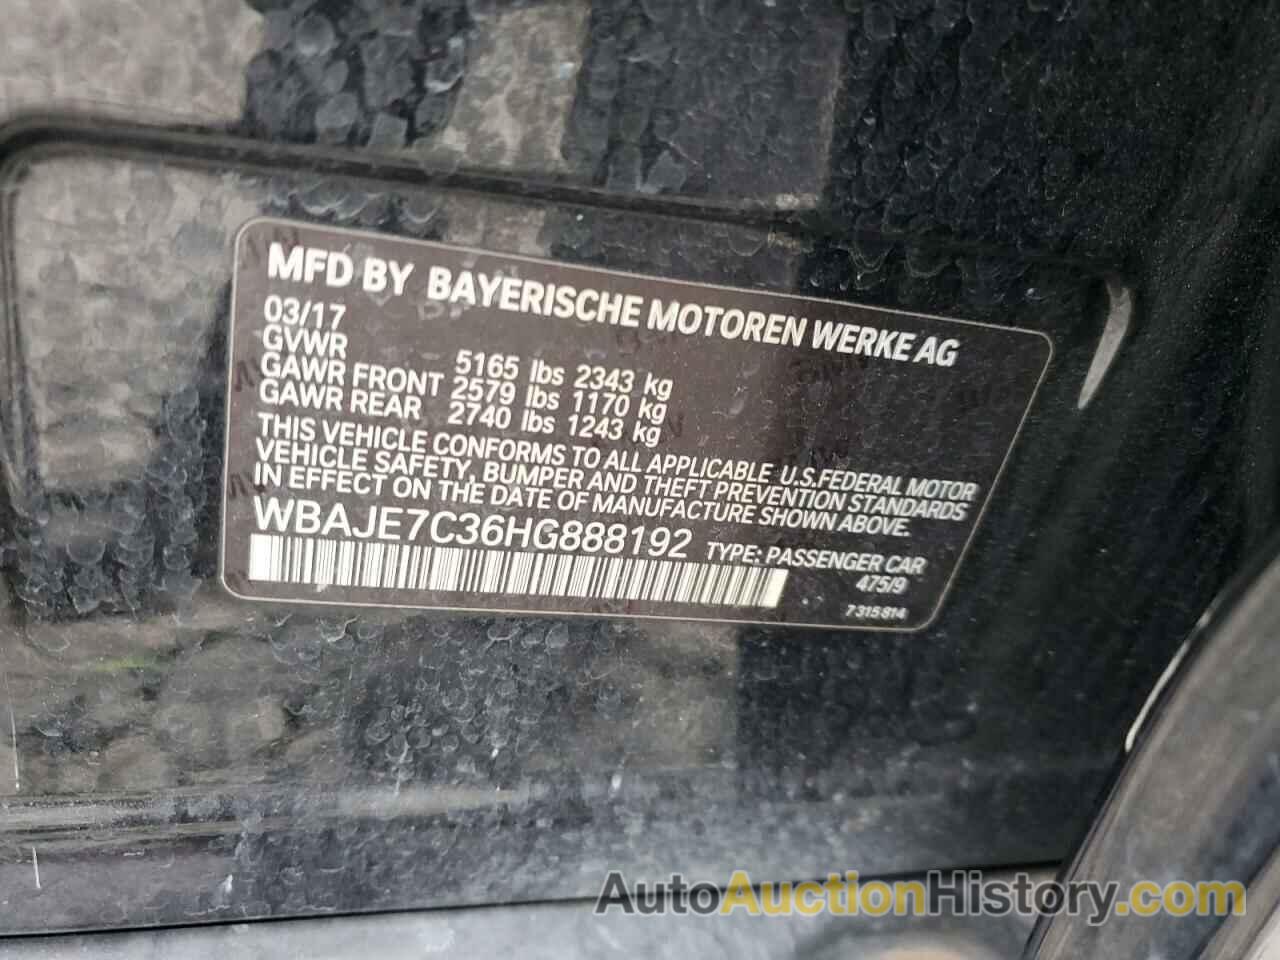 MFD BY BAYERISCHE MOTOREN WERKE AG
03/17
GVWR 5165 lbs 2343 kg
GAWR FRONT 2579 lbs 1170 kg
GAWR REAR 2740 lbs 1243 kg
THIS VEHICLE CONFORMS TO ALL APPLICABLE U.S.FEDERAL MOTOR
VEHICLE SAFETY, BUMPER AND THEFT PREVENTION STANDARDS
IN EFFECT ON THE DATE OF MANUFACTURE SHOWN ABOVE.
WBAJE7C36HG888192 TYPE: PASSENGER CAR
475/9
7 315 814
AutoAuctionHistory.com